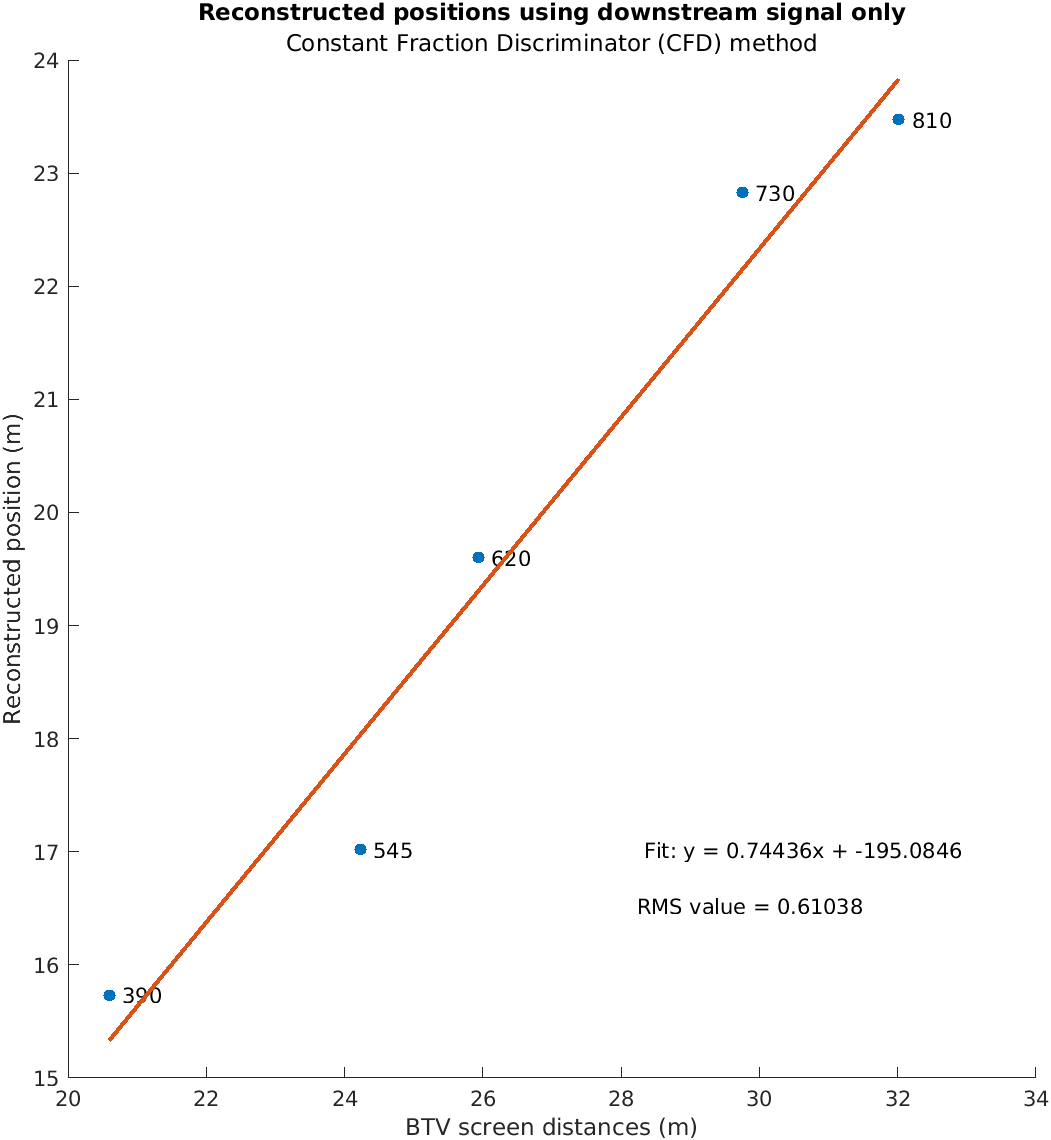 Reconstructed positions using downstream signal only
Constant Fraction Discriminator (CFD) method
24
23
22
21
20
19
18
17
16
15
Reconstructed position (m)
810
730
620
545
390
Fit: y = 0.74436x + -195.0846
RMS value = 0.61038
20 22 24 26 28 30 32 34
BTV screen distances (m)